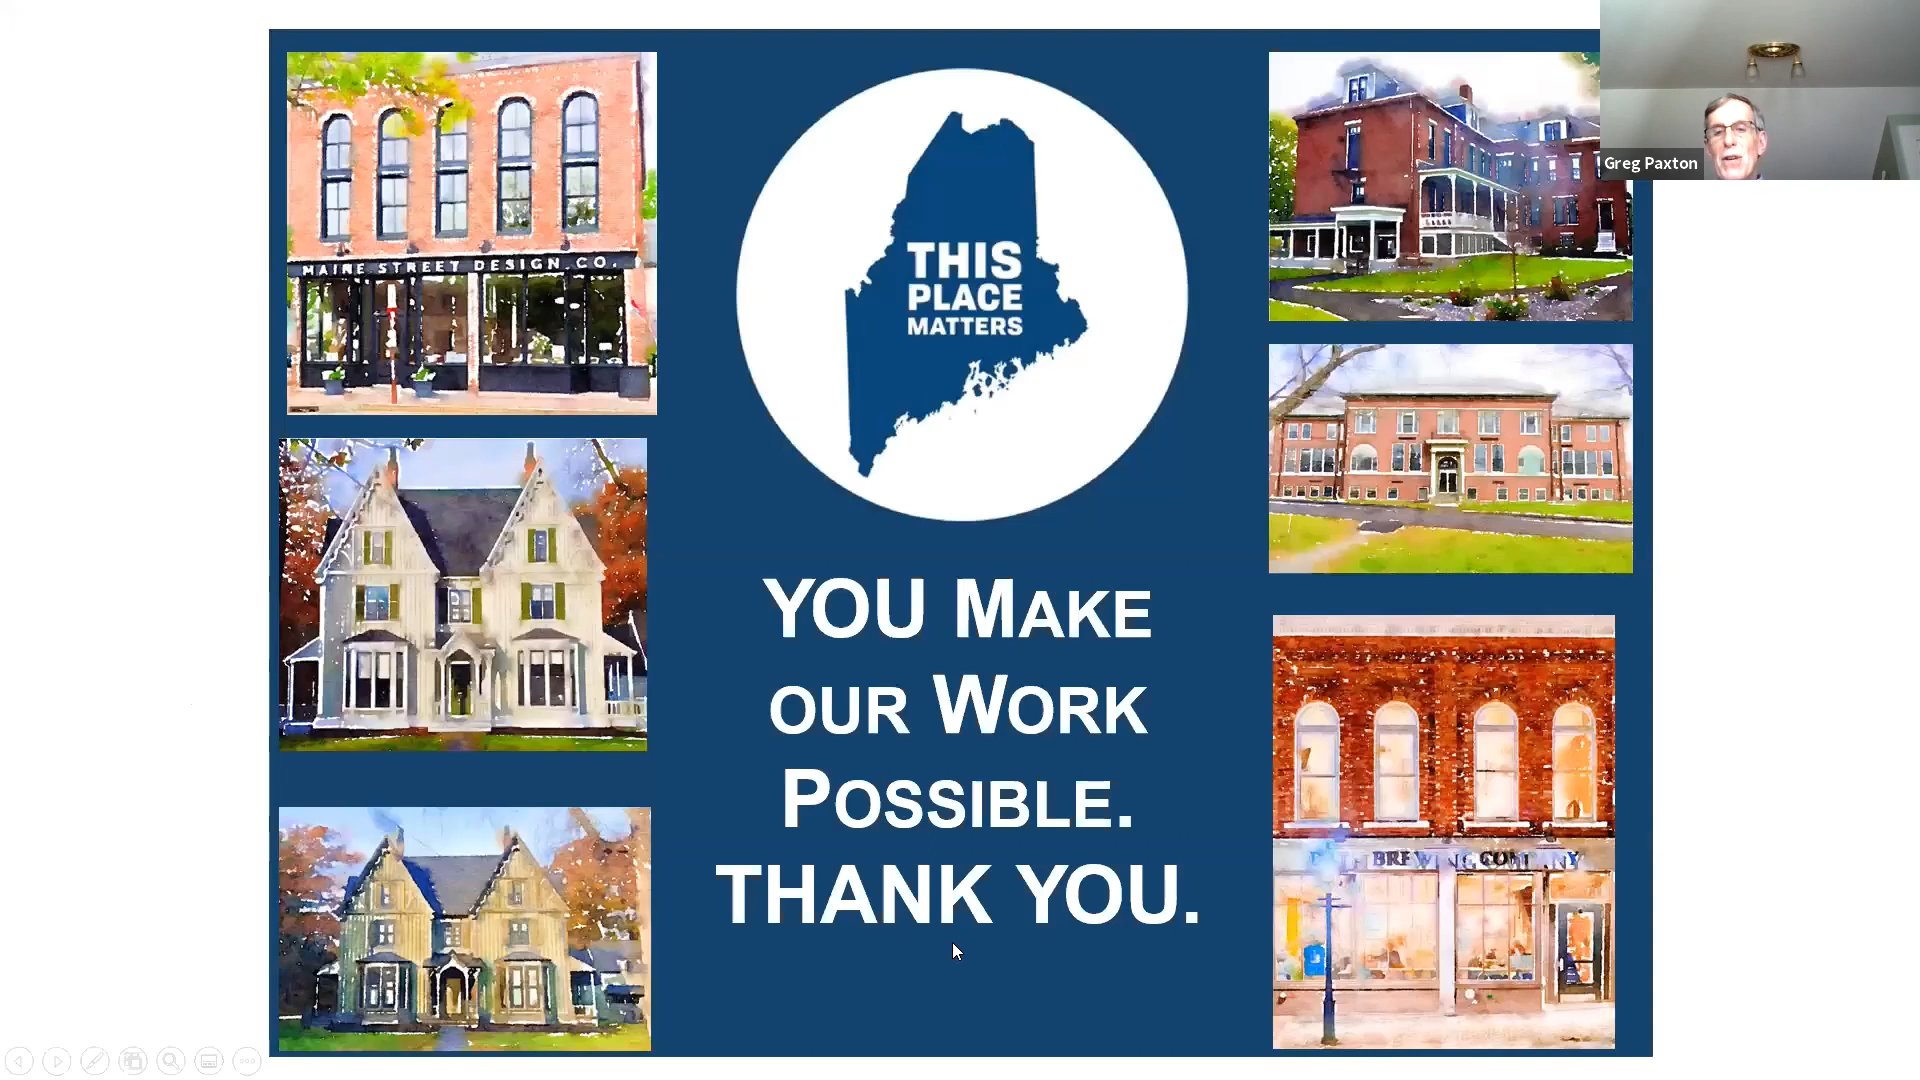 MAINE STREET DESIGN CO.
THIS
PLACE
MATTERS
YOU MAKE
OUR WORK
POSSIBLE.
THANK YOU.
Greg Paxton
BREWING COMPANY